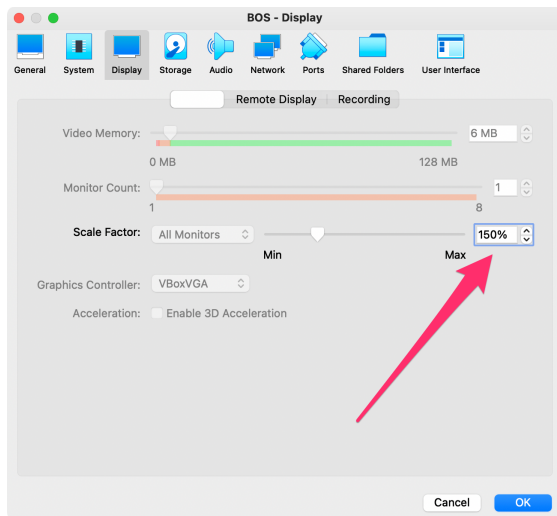 BOS - Display
General System Display Storage Audio Network Ports Shared Folders User Interface
Remote Display Recording
Video Memory: 6 MB
0 MB 128 MB
Monitor Count: 1
1 8
Scale Factor: All Monitors 150%
Min Max
Graphics Controller: VBoxVGA
Acceleration: Enable 3D Acceleration
Cancel OK